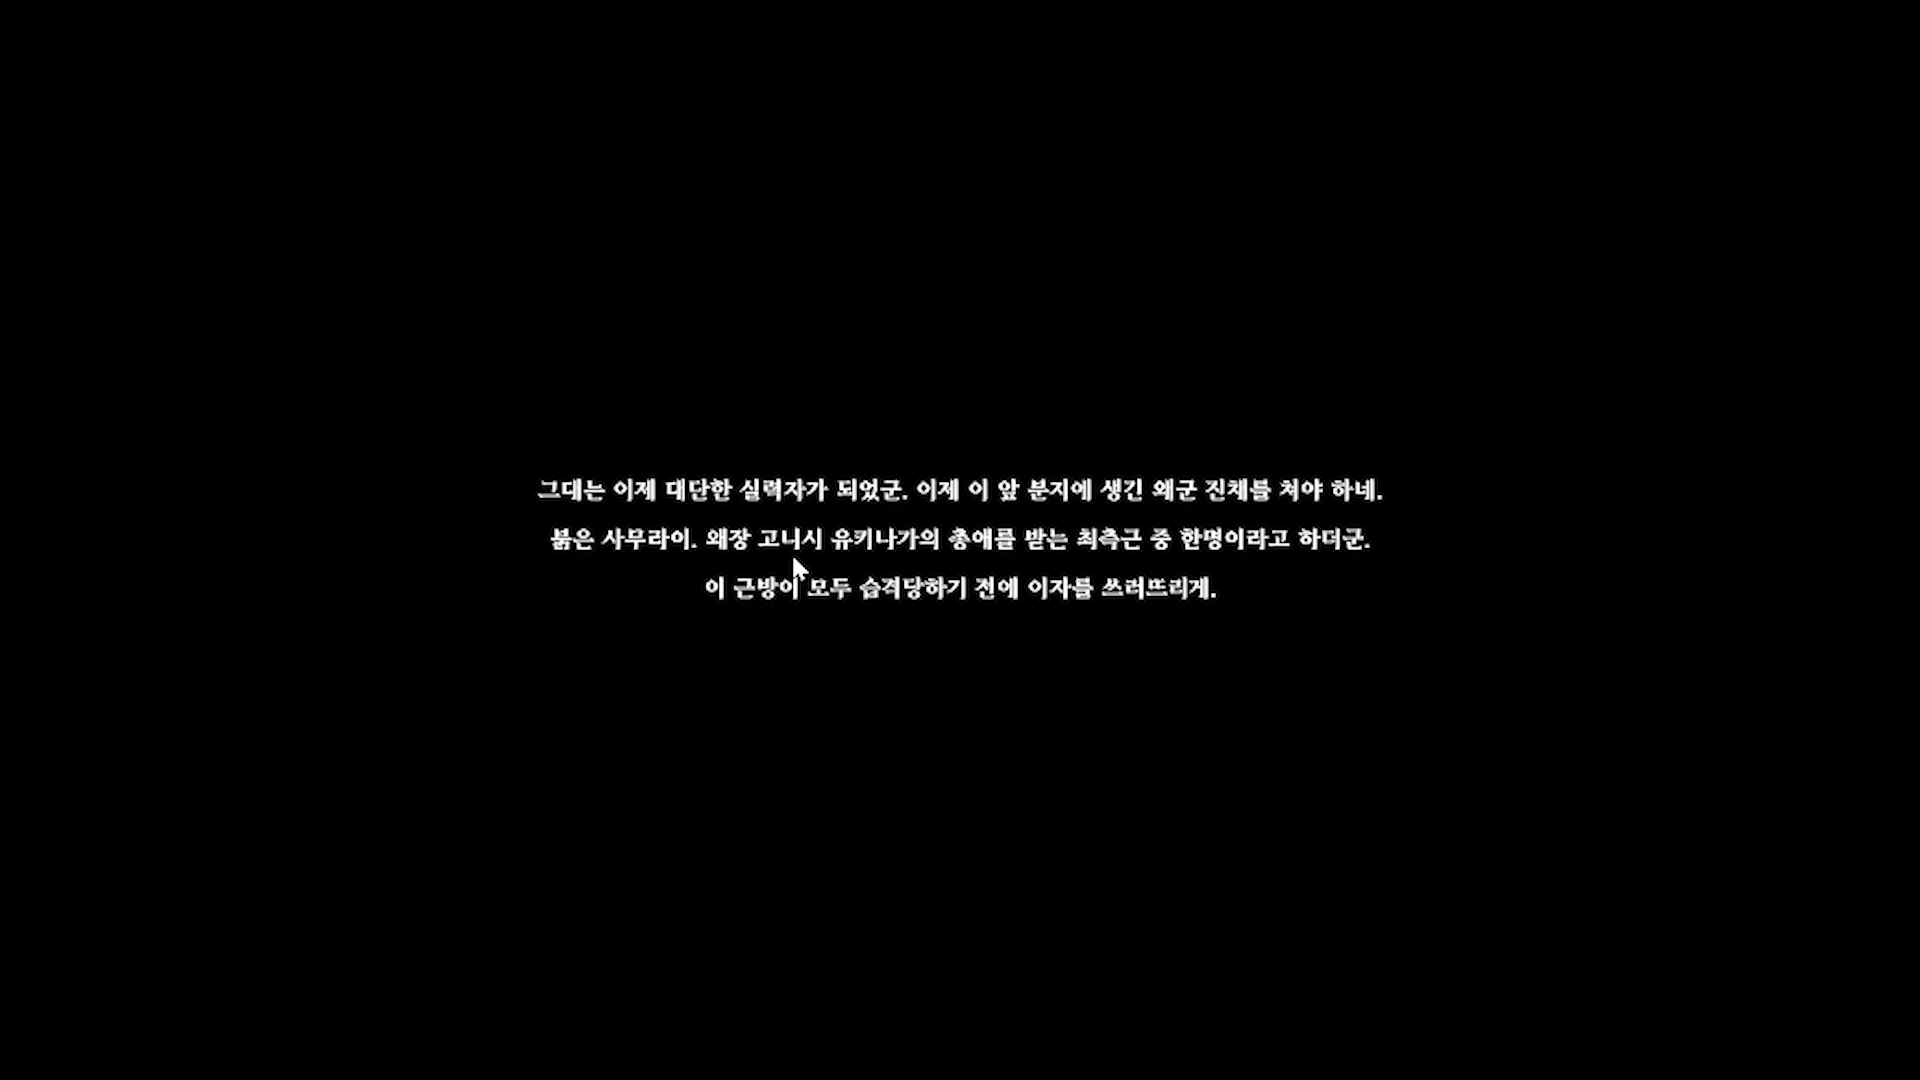 그대는 이제 대단한 실력자가 되었군. 이제 이 앞 분지에 생긴 왜군 진채를 쳐야 하네.
붉은 사무라이. 왜장 고니시 유키나가의 총애를 받는 최측근 중 한명이라고 하더군.
이 근방이 모두 습격당하기 전에 이자를 쓰러뜨리게.